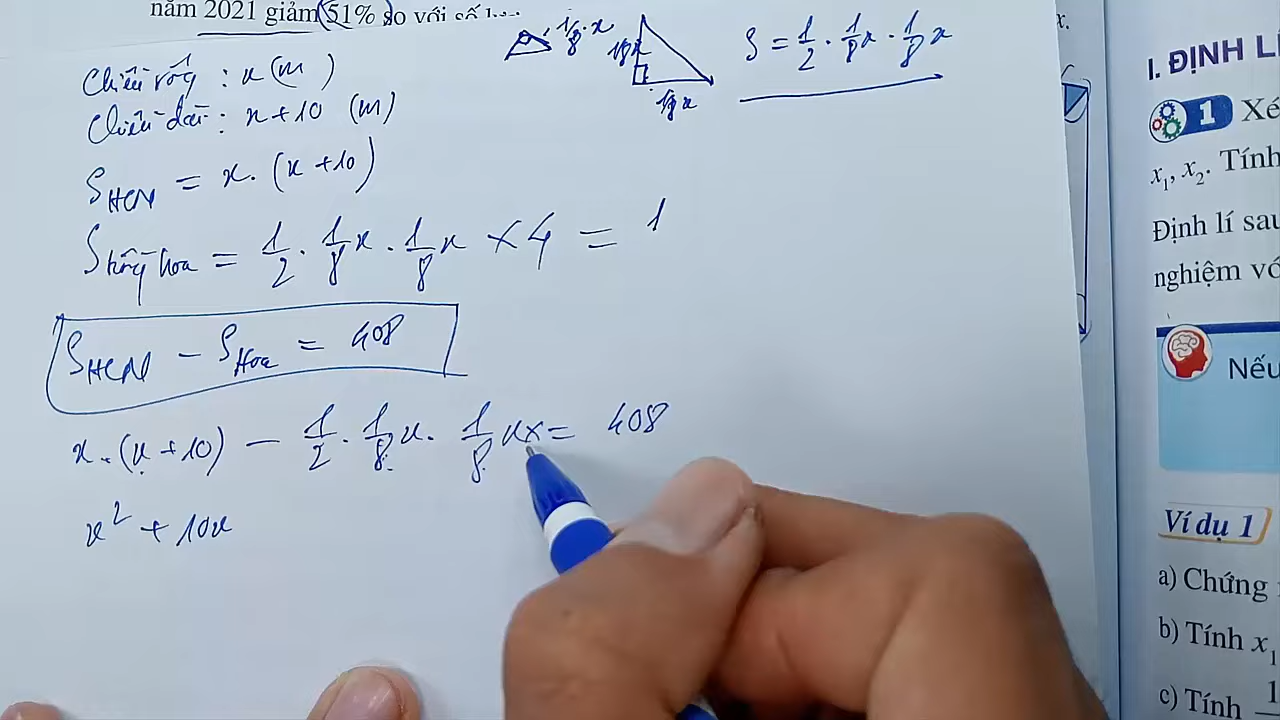 năm 2021 giảm 51% so với số
Chiều rộng : x (m)
Chiều dài : x + 10 (m)
S HCN = x. (x + 10)
S trồng hoa = 1/2 . 1/8 x . 1/8 x × 4 = 1
S HCN − S Hoa = 408
x . (x + 10) − 1/2 . 1/8 x . 1/8 x × = 408
x² + 10x
1/8 . x
1/8 x
1/8 x
S = 1/2 . 1/8 x . 1/8 x
x.
I. ĐỊNH L
1 Xé
x₁, x₂. Tính
Định lí sau
nghiệm vớ
Nếu
Ví dụ 1
a) Chứng
b) Tính x₁
c) Tính 1